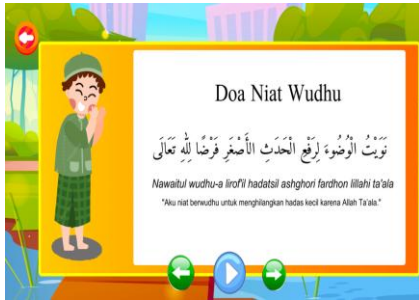 Doa Niat Wudhu
نَوَيْتُ الْوُضُوءَ لِرَفْعِ الْحَدَثِ الْأَصْغَرِ فَرْضًا لِلّٰهِ تَعَالَى
Nawaitul wudhu-a lirof'il hadatsil ashghori fardhon lillahi ta'ala
"Aku niat berwudhu untuk menghilangkan hadas kecil karena Allah Ta'ala."